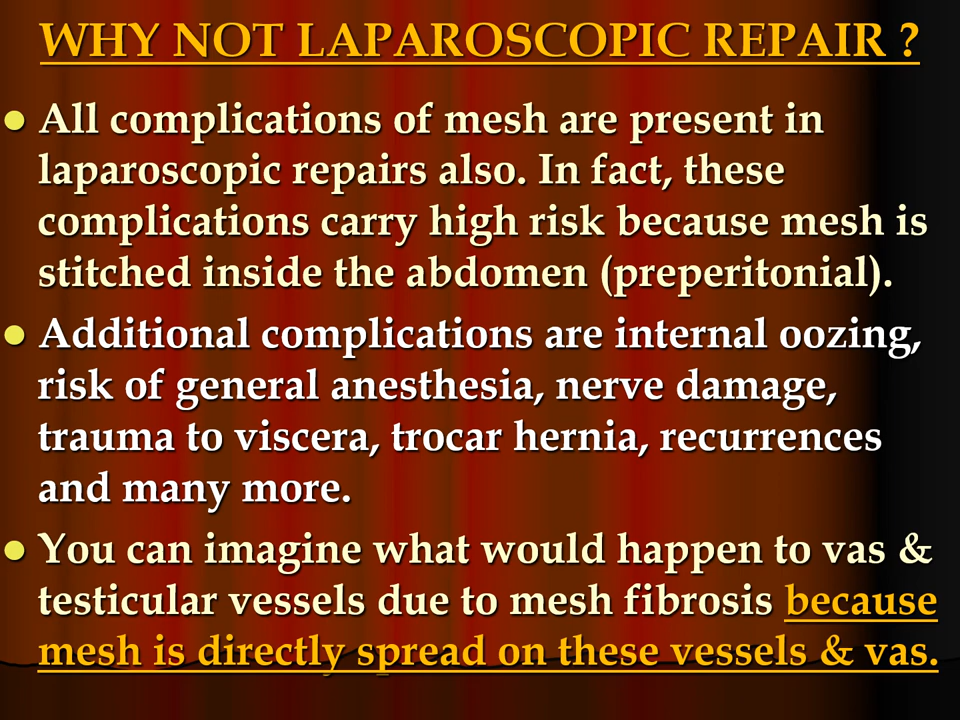 WHY NOT LAPAROSCOPIC REPAIR ?
All complications of mesh are present in
laparoscopic repairs also. In fact, these
complications carry high risk because mesh is
stitched inside the abdomen (preperitonial).
Additional complications are internal oozing,
risk of general anesthesia, nerve damage,
trauma to viscera, trocar hernia, recurrences
and many more.
You can imagine what would happen to vas &
testicular vessels due to mesh fibrosis because
mesh is directly spread on these vessels & vas.